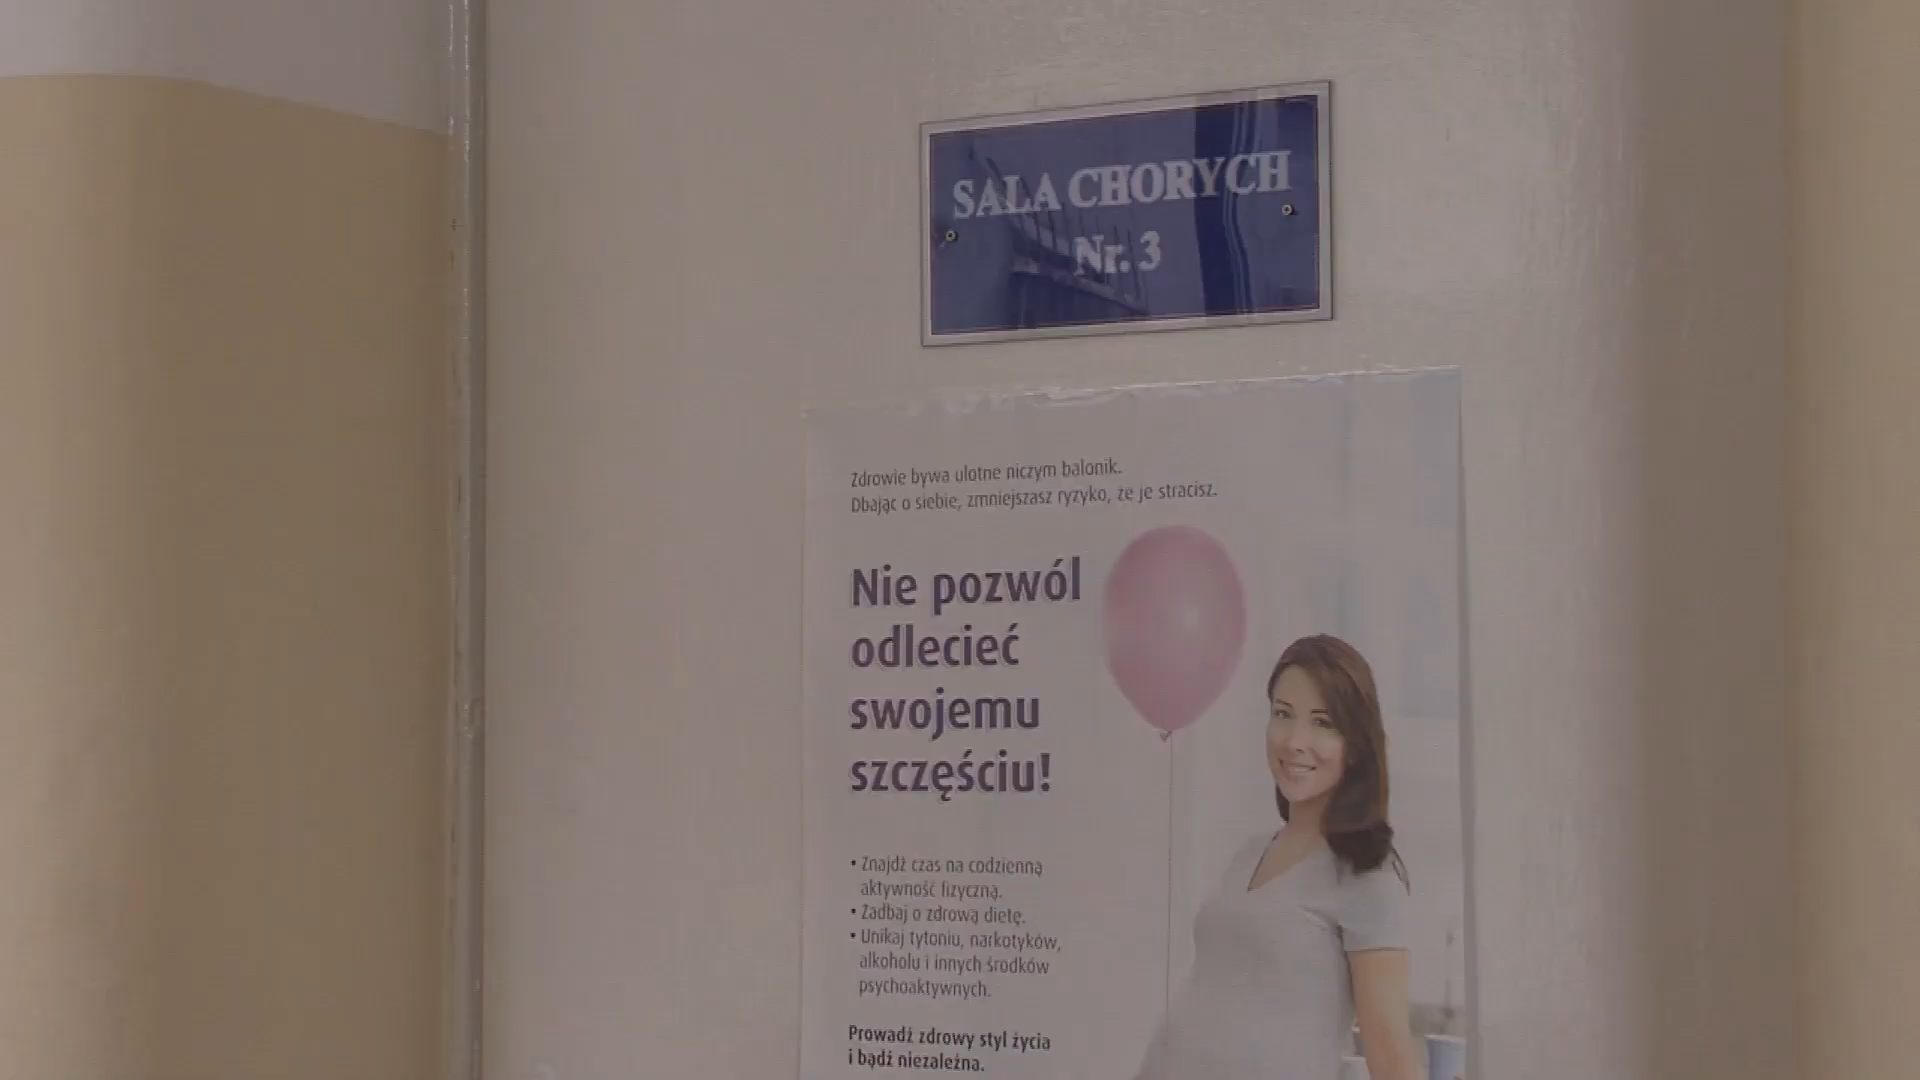 SALA CHORYCH
Nr. 3
Zdrowie bywa ulotne niczym balonik.
Dbając o siebie, zmniejszasz ryzyko, że je stracisz.
Nie pozwól
odlecieć
swojemu
szczęściu!
• Znajdź czas na codzienną
aktywność fizyczną.
• Zadbaj o zdrową dietę.
• Unikaj tytoniu, narkotyków,
alkoholu i innych środków
psychoaktywnych.
Prowadź zdrowy styl życia
i bądź niezależna.